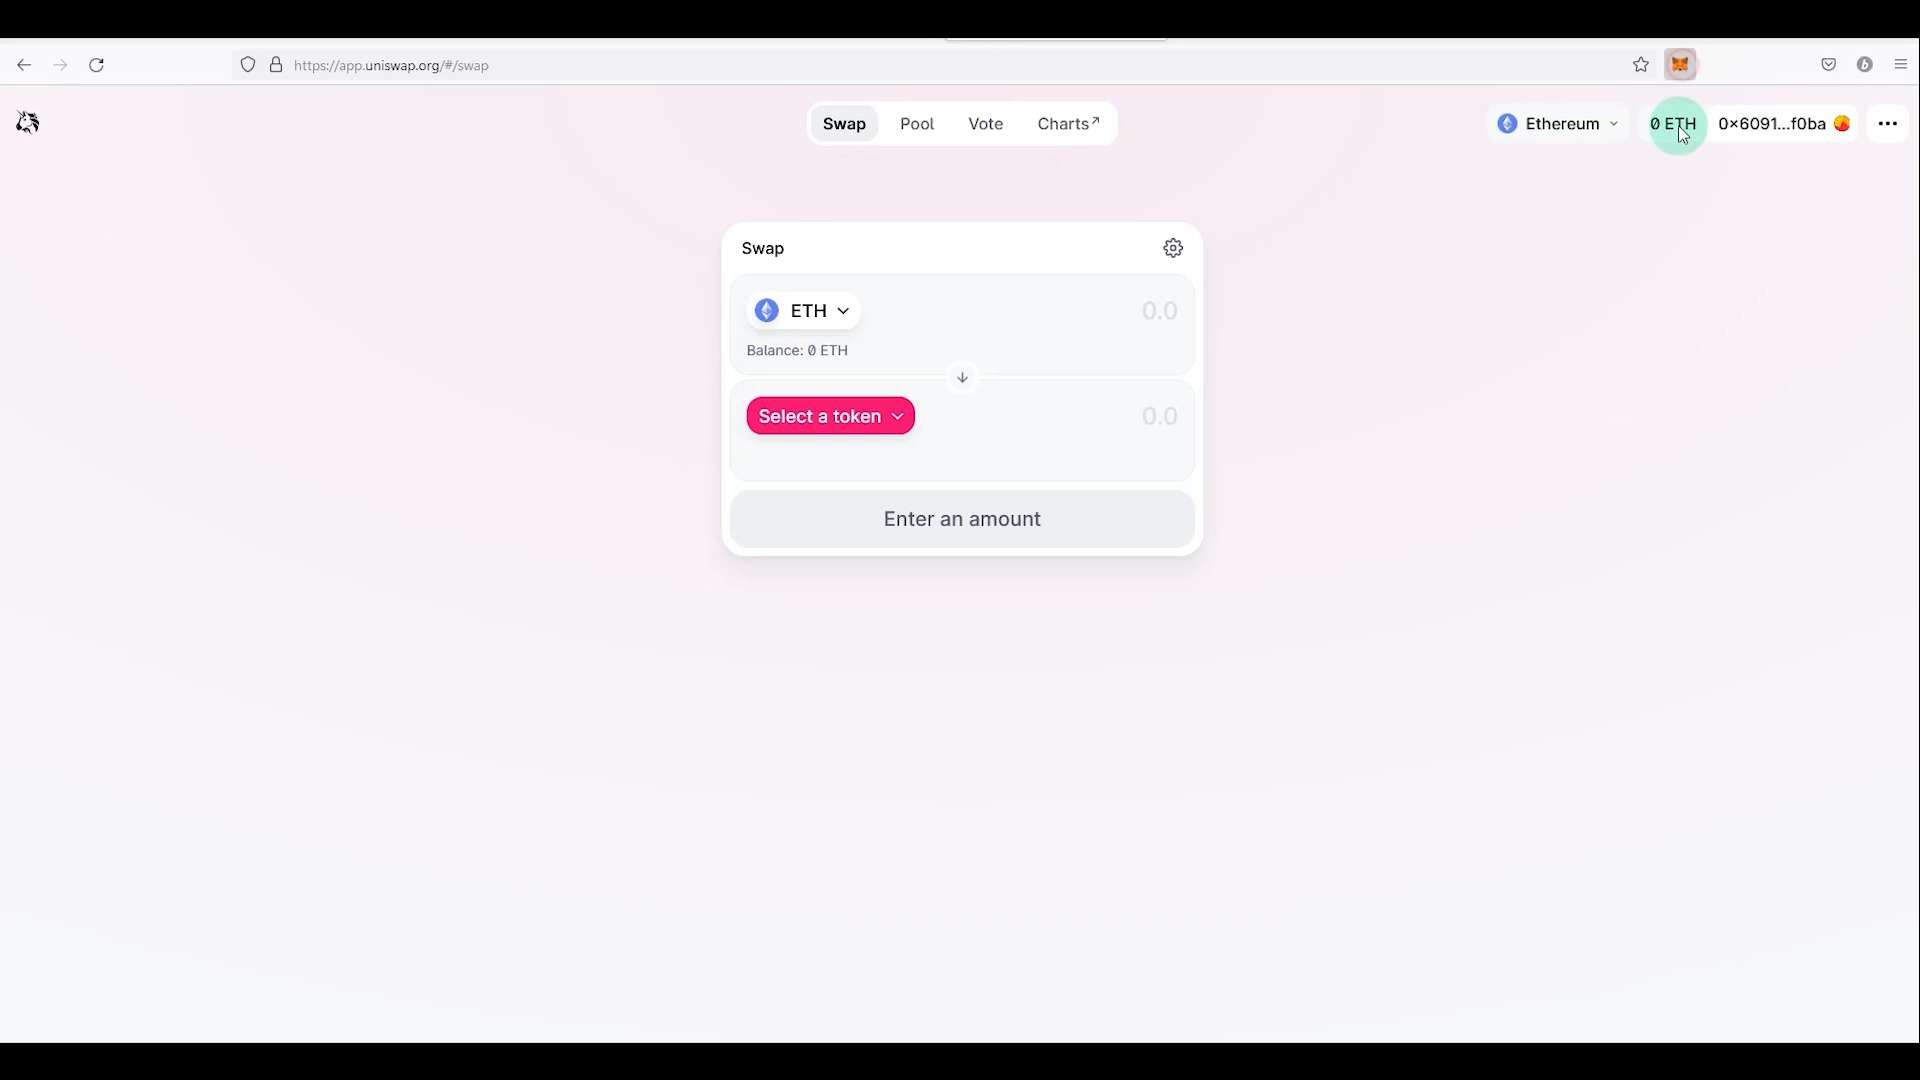 https://app.uniswap.org/#/swap
Swap
Pool
Vote
Charts↗
Ethereum
0 ETH
0x6091...f0ba
Swap
ETH
0.0
Balance: 0 ETH
Select a token
0.0
Enter an amount